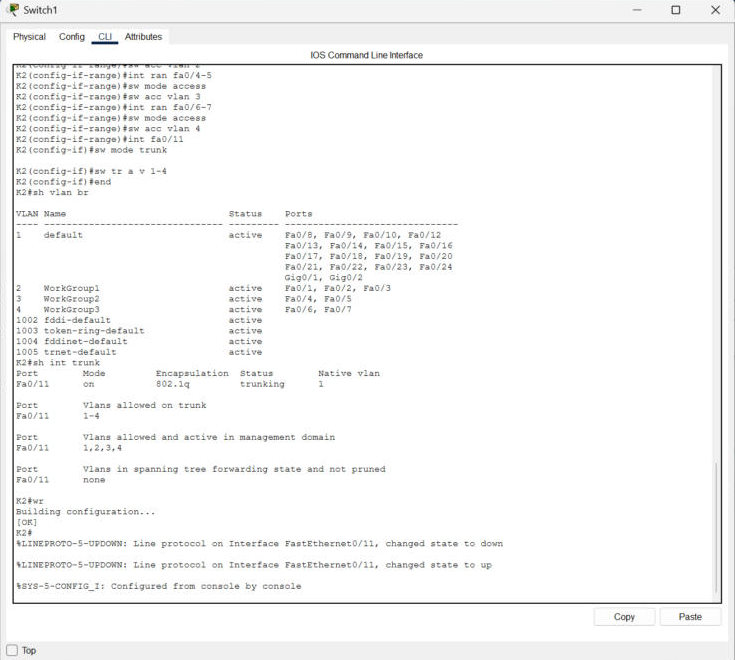 Switch1
Physical Config CLI Attributes
IOS Command Line Interface
K2(config-if-range)#sw acc vlan 2
K2(config-if-range)#int ran fa0/4-5
K2(config-if-range)#sw mode access
K2(config-if-range)#sw acc vlan 3
K2(config-if-range)#int ran fa0/6-7
K2(config-if-range)#sw mode access
K2(config-if-range)#sw acc vlan 4
K2(config-if-range)#int fa0/11
K2(config-if)#sw mode trunk
K2(config-if)#sw tr a v 1-4
K2(config-if)#end
K2#sh vlan br
VLAN Name Status Ports
---- -------------------------------- --------- -------------------------------
1 default active Fa0/8, Fa0/9, Fa0/10, Fa0/12
Fa0/13, Fa0/14, Fa0/15, Fa0/16
Fa0/17, Fa0/18, Fa0/19, Fa0/20
Fa0/21, Fa0/22, Fa0/23, Fa0/24
Gig0/1, Gig0/2
2 WorkGroup1 active Fa0/1, Fa0/2, Fa0/3
3 WorkGroup2 active Fa0/4, Fa0/5
4 WorkGroup3 active Fa0/6, Fa0/7
1002 fddi-default active
1003 token-ring-default active
1004 fddinet-default active
1005 trnet-default active
K2#sh int trunk
Port Mode Encapsulation Status Native vlan
Fa0/11 on 802.1q trunking 1
Port Vlans allowed on trunk
Fa0/11 1-4
Port Vlans allowed and active in management domain
Fa0/11 1,2,3,4
Port Vlans in spanning tree forwarding state and not pruned
Fa0/11 none
K2#wr
Building configuration...
[OK]
K2#
%LINEPROTO-5-UPDOWN: Line protocol on Interface FastEthernet0/11, changed state to down
%LINEPROTO-5-UPDOWN: Line protocol on Interface FastEthernet0/11, changed state to up
%SYS-5-CONFIG_I: Configured from console by console
Copy Paste
Top